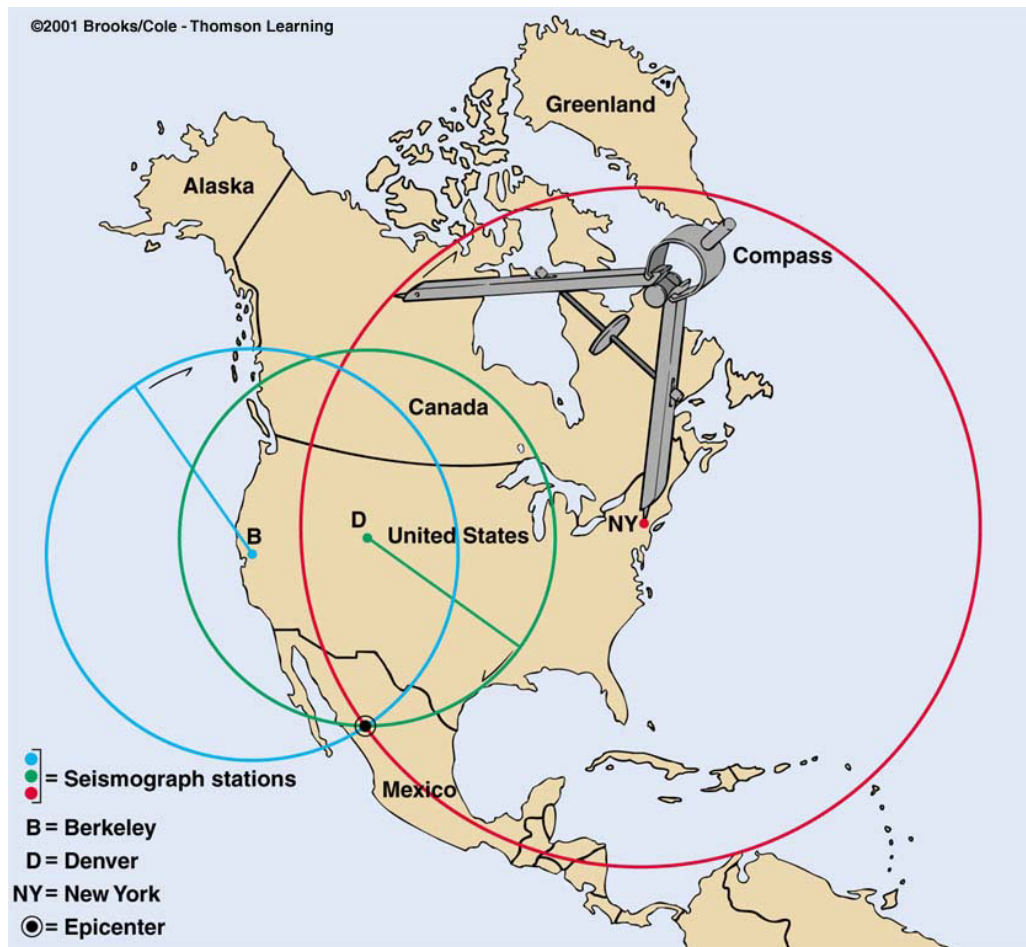 ©2001 Brooks/Cole - Thomson Learning
Greenland
Alaska
Compass
Canada
B
D
United States
NY
= Seismograph stations
Mexico
B = Berkeley
D = Denver
NY = New York
= Epicenter